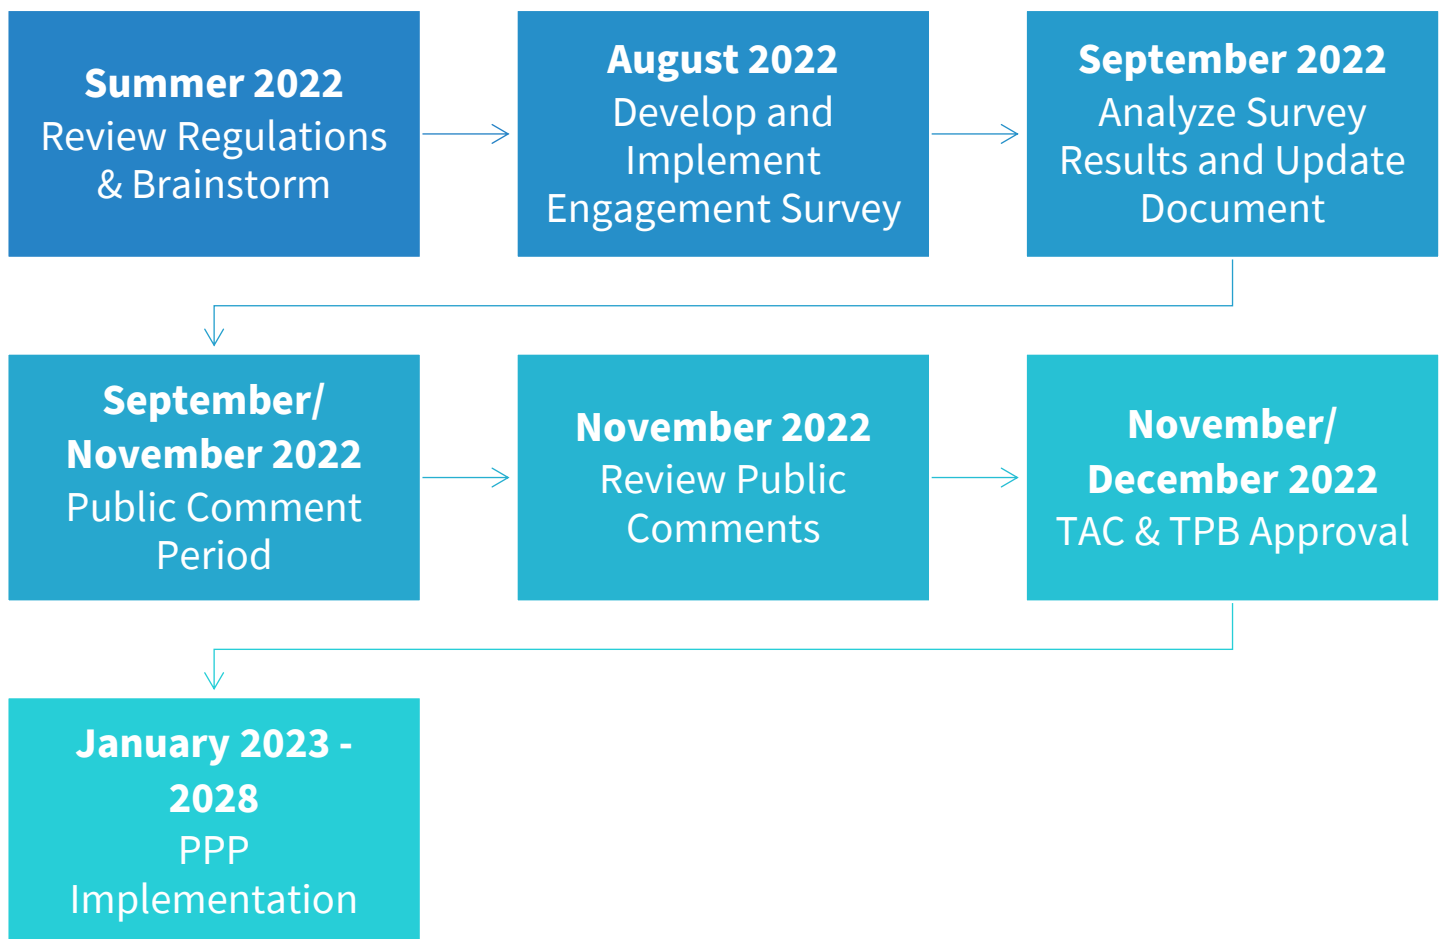 Summer 2022
Review Regulations
& Brainstorm
August 2022
Develop and
Implement
Engagement Survey
September 2022
Analyze Survey
Results and Update
Document
September/
November 2022
Public Comment
Period
November 2022
Review Public
Comments
November/
December 2022
TAC & TPB Approval
January 2023 -
2028
PPP
Implementation